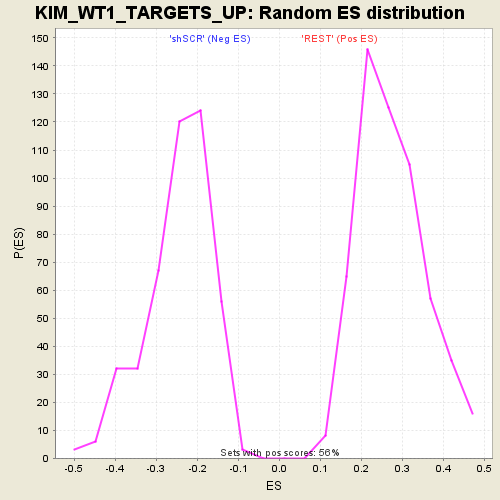 KIM_WT1_TARGETS_UP: Random ES distribution
'shSCR' (Neg ES) 'REST' (Pos ES)
150
140
130
120
110
100
90
80
70
60
50
40
30
20
10
0
P(ES)
Sets with pos scores: 56%
-0.5 -0.4 -0.3 -0.2 -0.1 0.0 0.1 0.2 0.3 0.4 0.5
ES